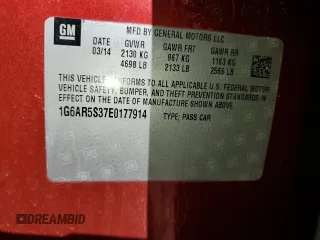 GM
MFD BY GENERAL MOTORS LLC
DATE GVWR GAWR FRT GAWR RR
03/14 2130 KG 967 KG 1163 KG
4698 LB 2133 LB 2565 LB
THIS VEHICLE CONFORMS TO ALL APPLICABLE U.S. FEDERAL MOTOR
VEHICLE SAFETY, BUMPER, AND THEFT PREVENTION STANDARDS
IN EFFECT ON THE DATE OF MANUFACTURE SHOWN ABOVE.
1G6AR5S37E0177914 TYPE: PASS CAR
DREAMBID